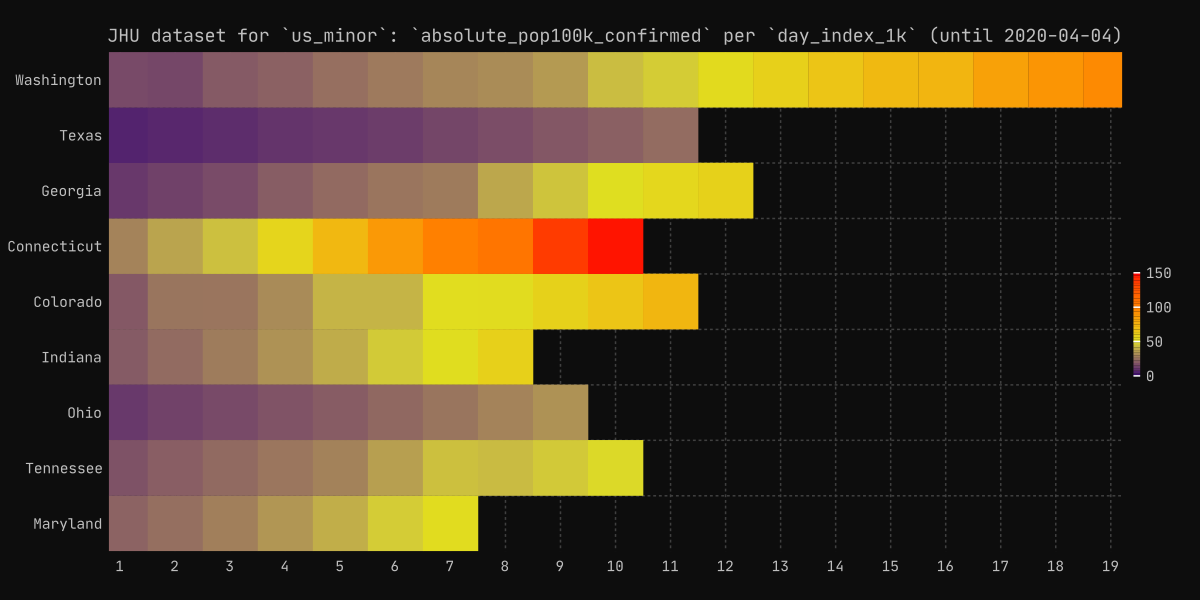 JHU dataset for `us_minor`: `absolute_pop100k_confirmed` per `day_index_1k` (until 2020-04-04)
Washington
Texas
Georgia
Connecticut
Colorado
Indiana
Ohio
Tennessee
Maryland
150
100
50
0
1 2 3 4 5 6 7 8 9 10 11 12 13 14 15 16 17 18 19